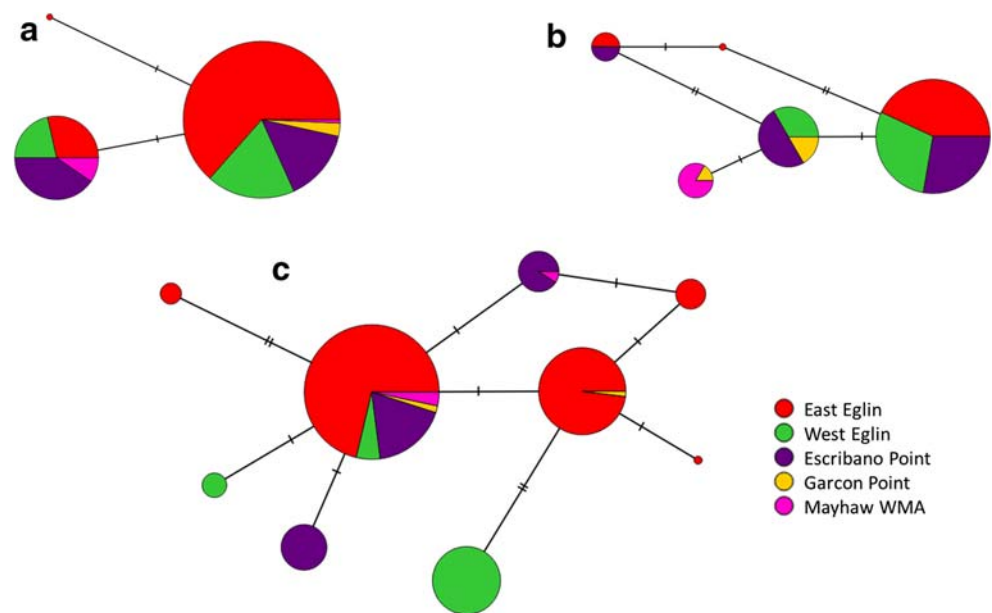 a
b
c
East Eglin
West Eglin
Escribano Point
Garcon Point
Mayhaw WMA